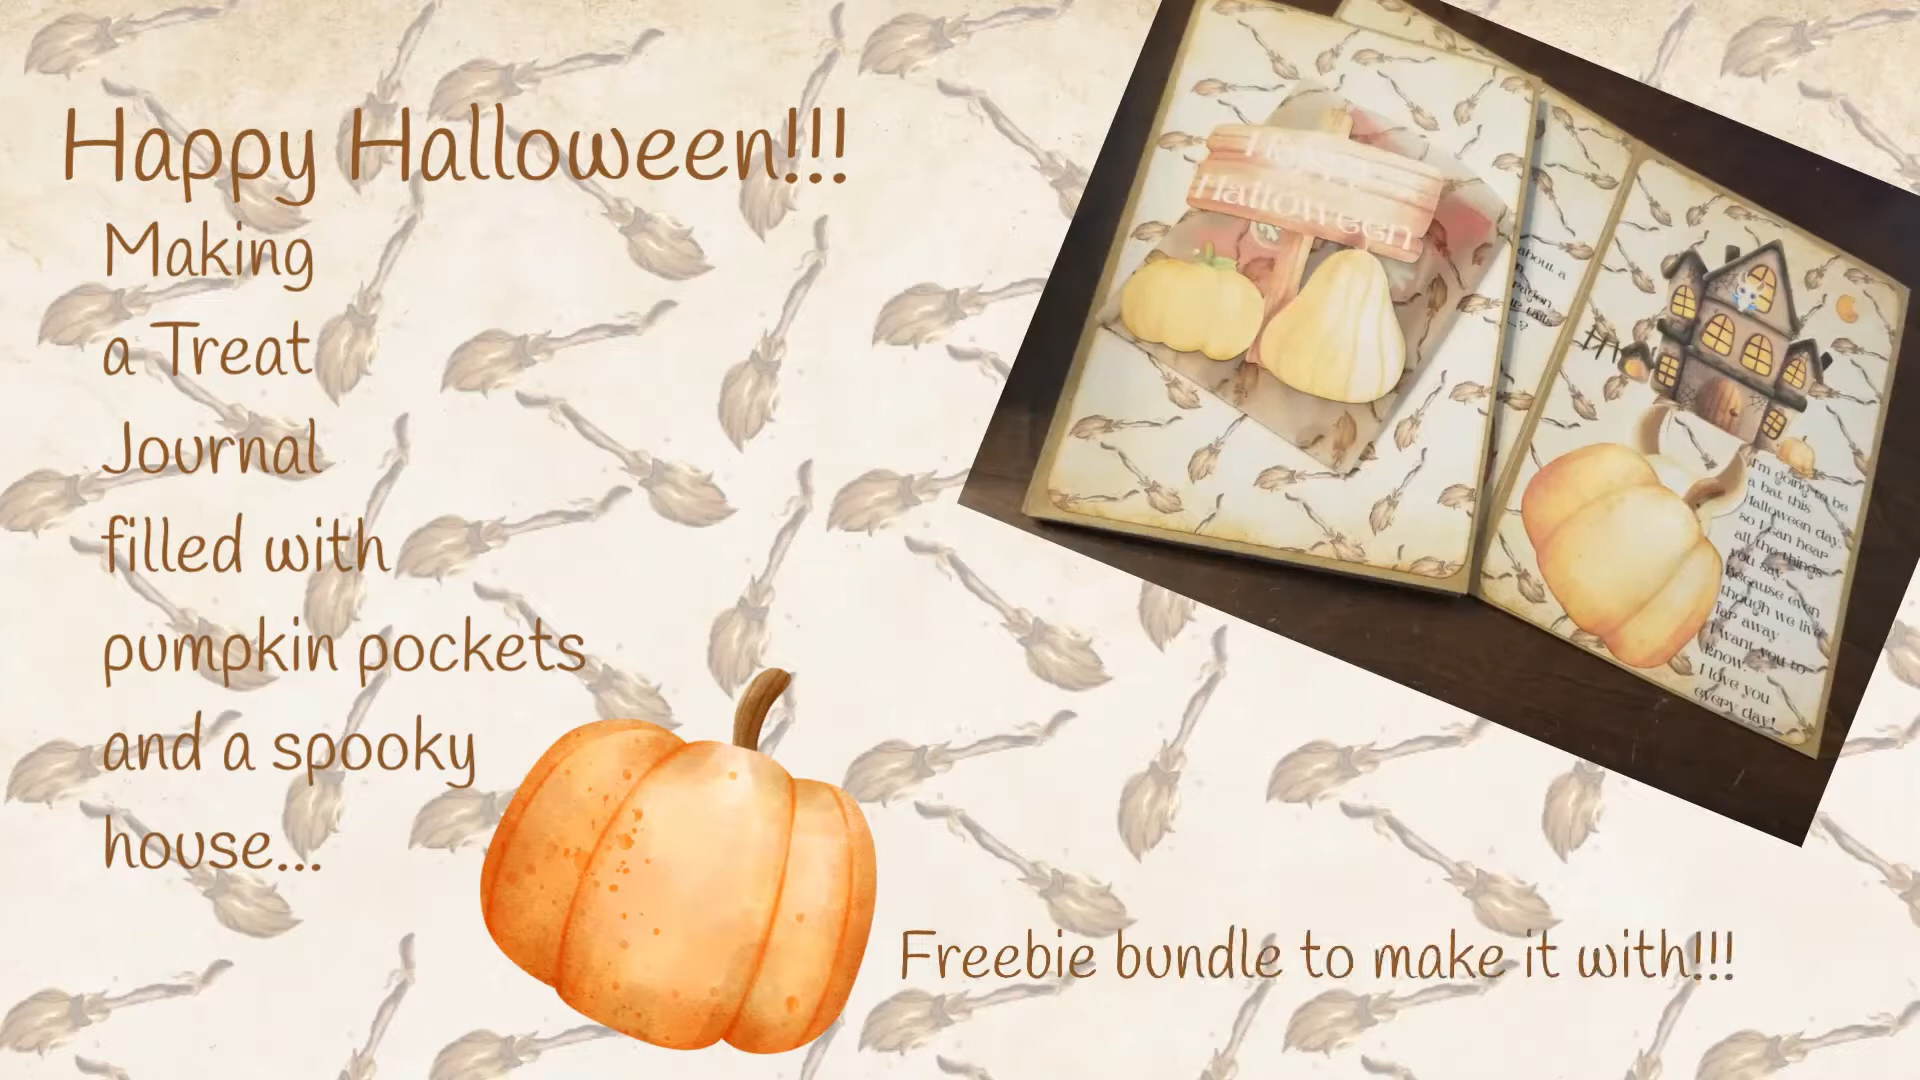 Happy Halloween!!!
Making
a Treat
Journal
filled with
pumpkin pockets
and a spooky
house...
Freebie bundle to make it with!!!
Happy
Halloween
about a
I'm going to be
a bat this
Halloween day.
so I can hear
all the things
you say.
Because even
though we live
far away
I want you to
know.
I love you
every day!